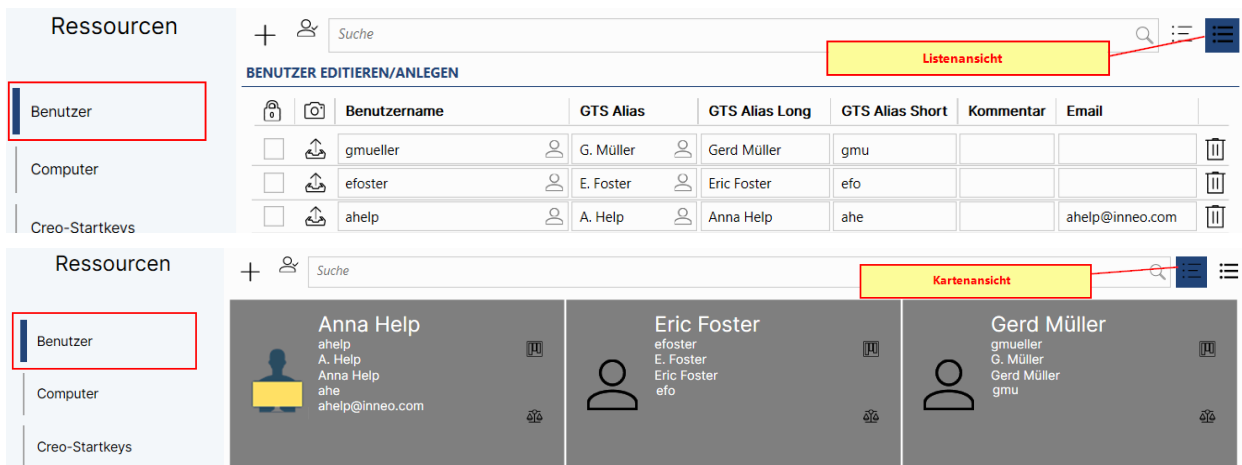 Ressourcen
Suche
Listenansicht
BENUTZER EDITIEREN/ANLEGEN
Benutzer
Benutzername GTS Alias GTS Alias Long GTS Alias Short Kommentar Email
gmueller G. Müller Gerd Müller gmu
Computer
efoster E. Foster Eric Foster efo
ahelp A. Help Anna Help ahe ahelp@inneo.com
Creo-Startkeys
Ressourcen
Suche
Kartenansicht
Benutzer
Computer
Creo-Startkeys
Anna Help
ahelp
A. Help
Anna Help
ahe
ahelp@inneo.com
Eric Foster
efoster
E. Foster
Eric Foster
efo
Gerd Müller
gmueller
G. Müller
Gerd Müller
gmu